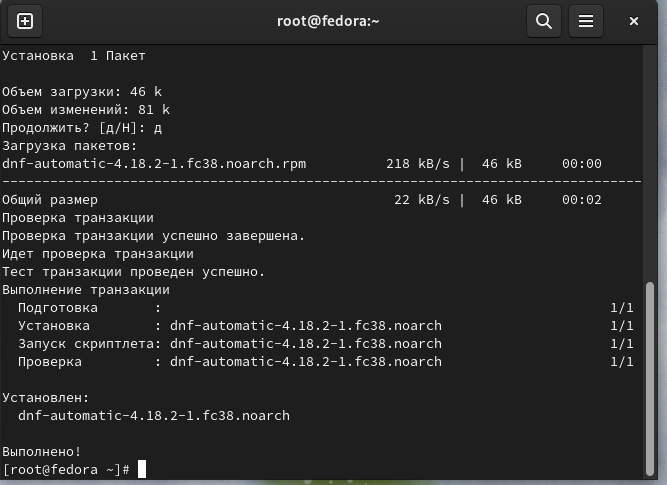 root@fedora:~
Установка  1 Пакет
Объем загрузки: 46 k
Объем изменений: 81 k
Продолжить? [д/Н]: д
Загрузка пакетов:
dnf-automatic-4.18.2-1.fc38.noarch.rpm          218 kB/s |  46 kB     00:00
--------------------------------------------------------------------------------
Общий размер                                     22 kB/s |  46 kB     00:02
Проверка транзакции
Проверка транзакции успешно завершена.
Идет проверка транзакции
Тест транзакции проведен успешно.
Выполнение транзакции
  Подготовка       :                                                        1/1
  Установка        : dnf-automatic-4.18.2-1.fc38.noarch                     1/1
  Запуск скриптлета: dnf-automatic-4.18.2-1.fc38.noarch                     1/1
  Проверка         : dnf-automatic-4.18.2-1.fc38.noarch                     1/1
Установлен:
  dnf-automatic-4.18.2-1.fc38.noarch
Выполнено!
[root@fedora ~]#